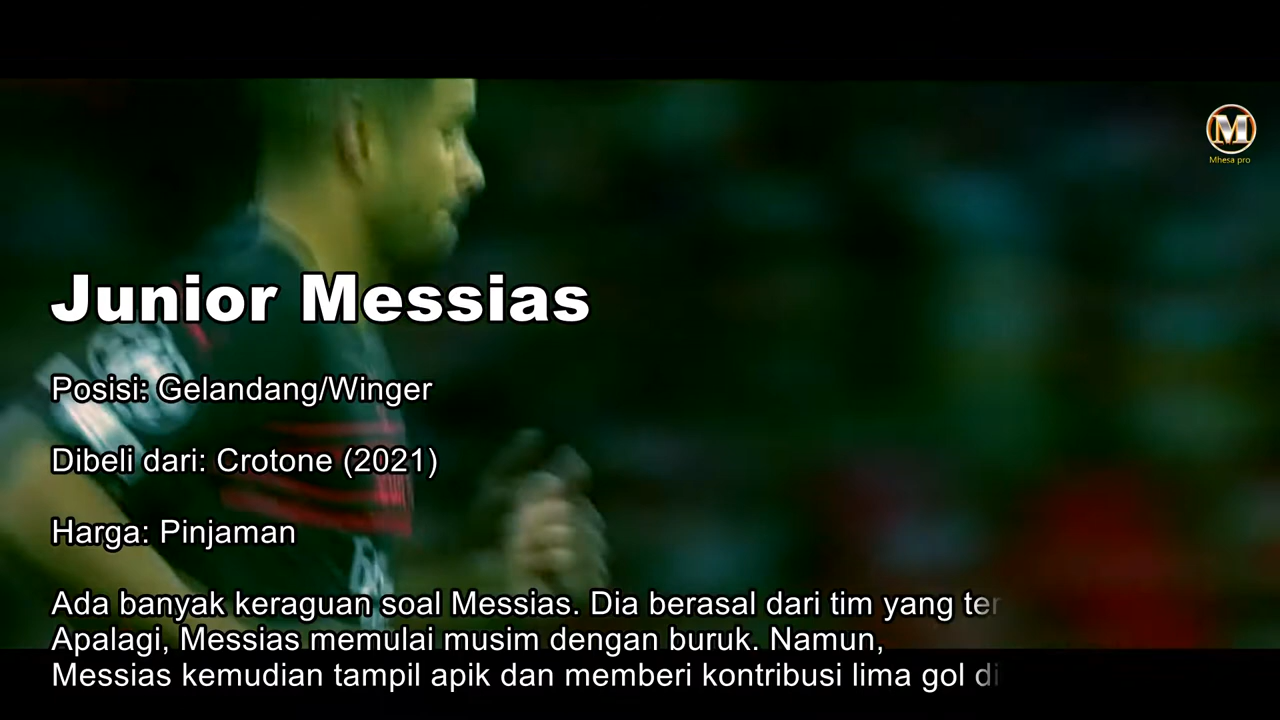 M
Mhesa pro
Junior Messias
Posisi: Gelandang/Winger
Dibeli dari: Crotone (2021)
Harga: Pinjaman
Ada banyak keraguan soal Messias. Dia berasal dari tim yang ter
Apalagi, Messias memulai musim dengan buruk. Namun,
Messias kemudian tampil apik dan memberi kontribusi lima gol di